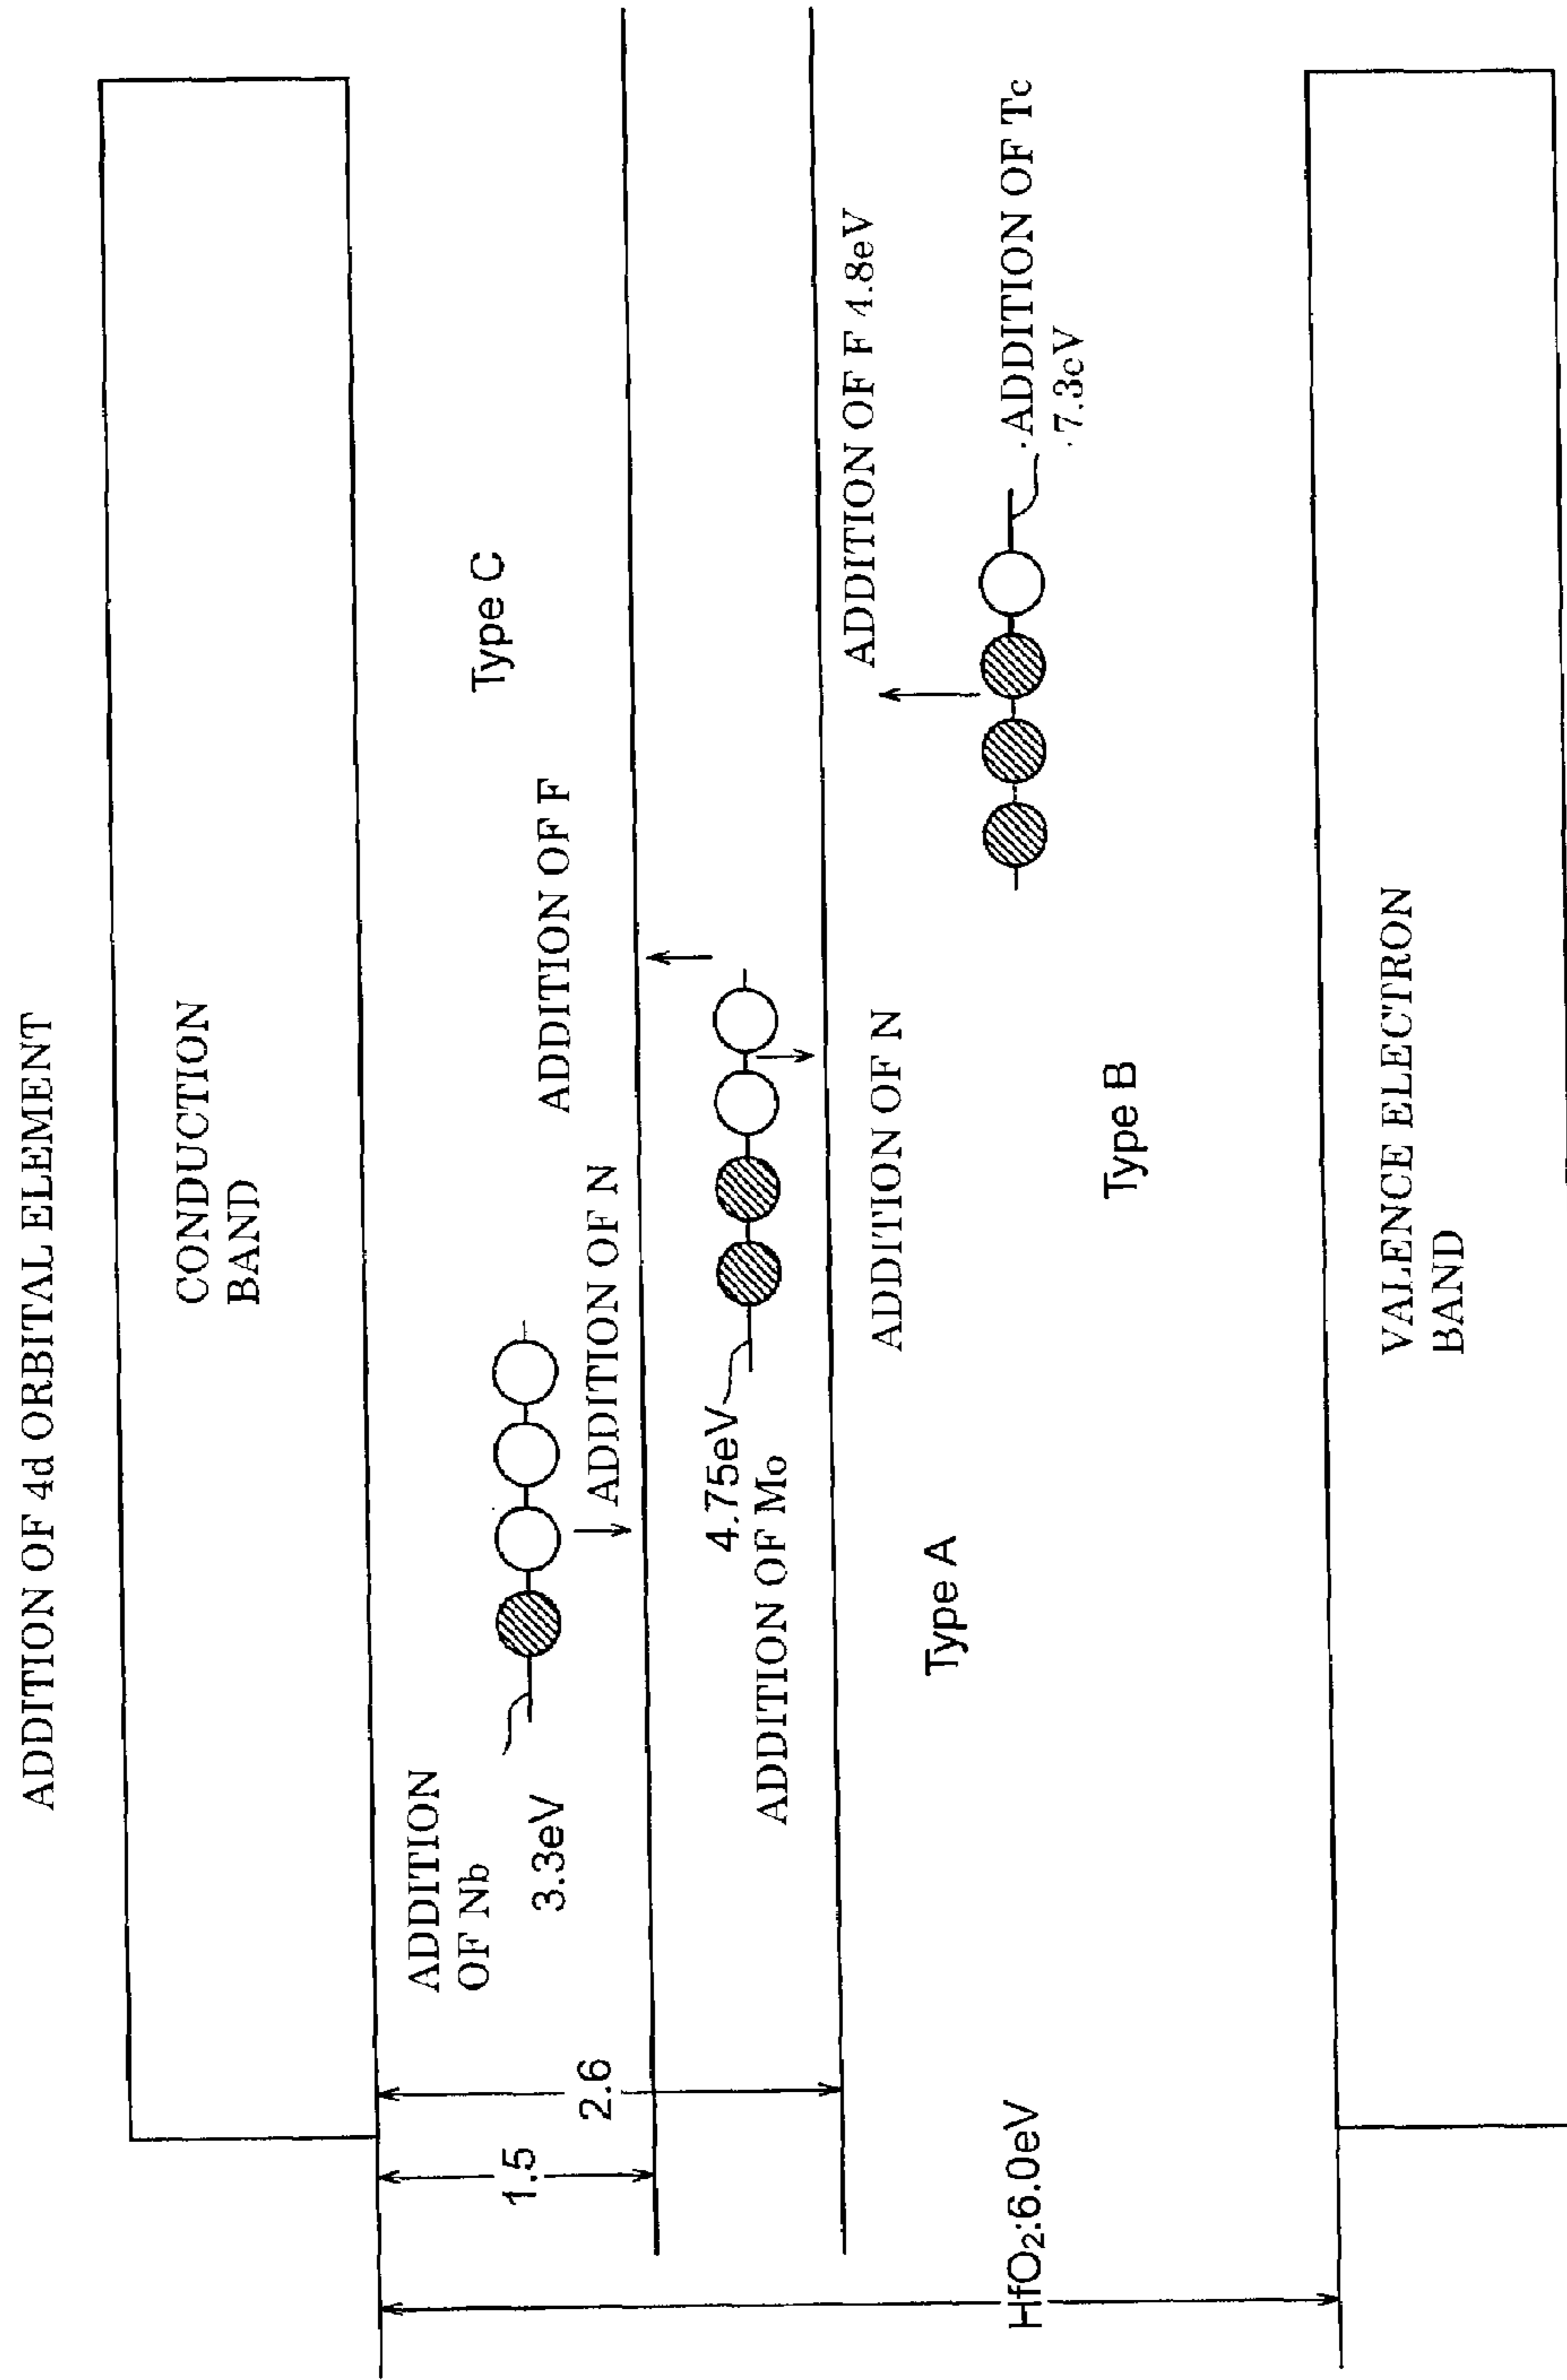 ADDITION OF 4d ORBITAL ELEMENT
CONDUCTION
BAND
ADDITION
OF Nb
3.3eV
ADDITION OF N
ADDITION OF F
Type C
1.5
2.6
4.75eV
ADDITION OF Mo
ADDITION OF N
ADDITION OF F 4.8eV
Type A
Type B
ADDITION OF Tc
7.3eV
HfO₂:6.0eV
VALENCE ELECTRON
BAND